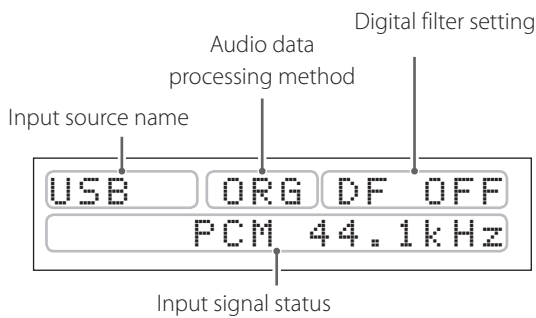 Digital filter setting
Audio data
processing method
Input source name
USB ORG DF OFF
PCM 44.1kHz
Input signal status